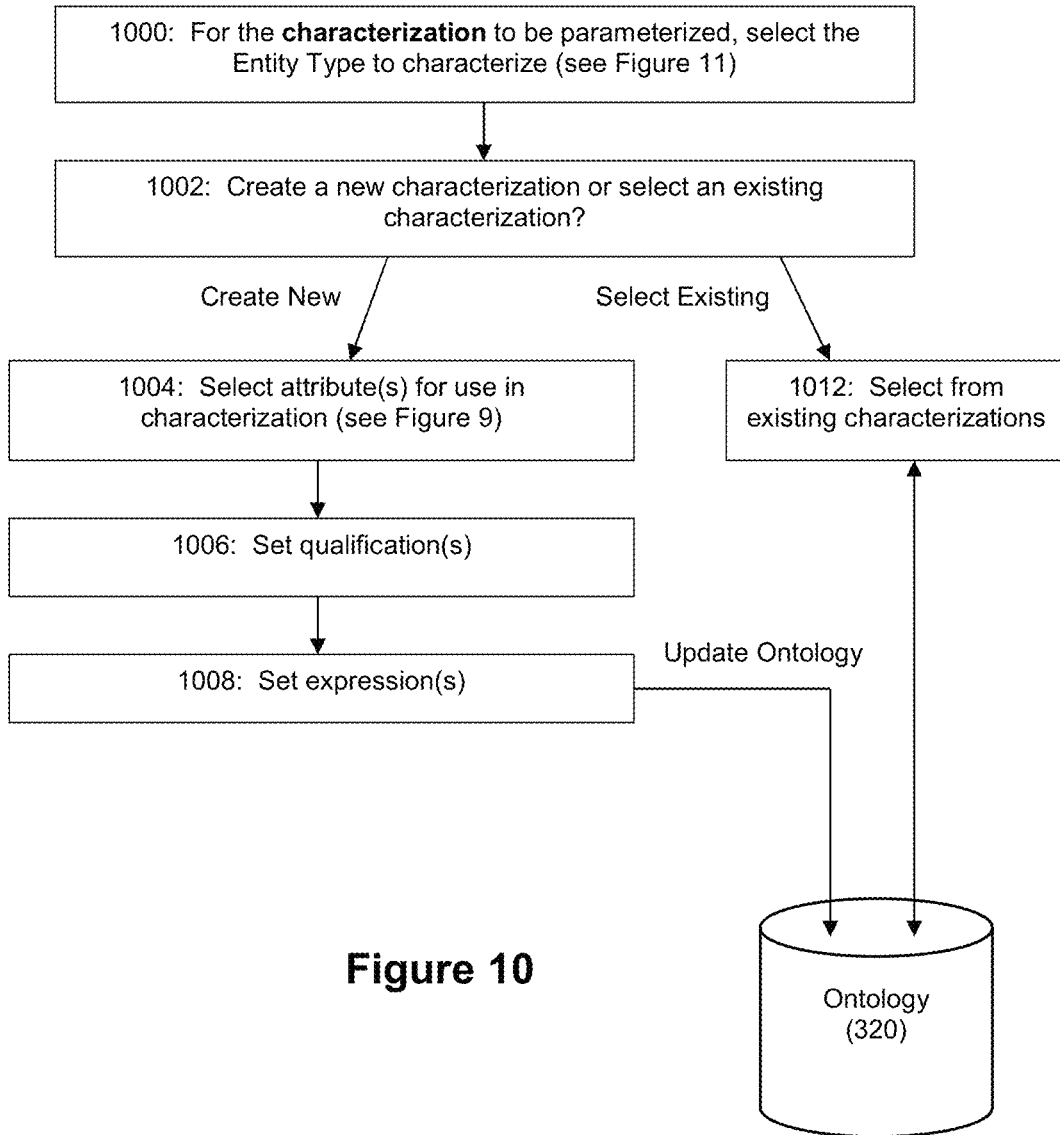 1000: For the characterization to be parameterized, select the
Entity Type to characterize (see Figure 11)
1002: Create a new characterization or select an existing
characterization?
Create New
Select Existing
1004: Select attribute(s) for use in
characterization (see Figure 9)
1012: Select from
existing characterizations
1006: Set qualification(s)
1008: Set expression(s)
Update Ontology
Figure 10
Ontology
(320)